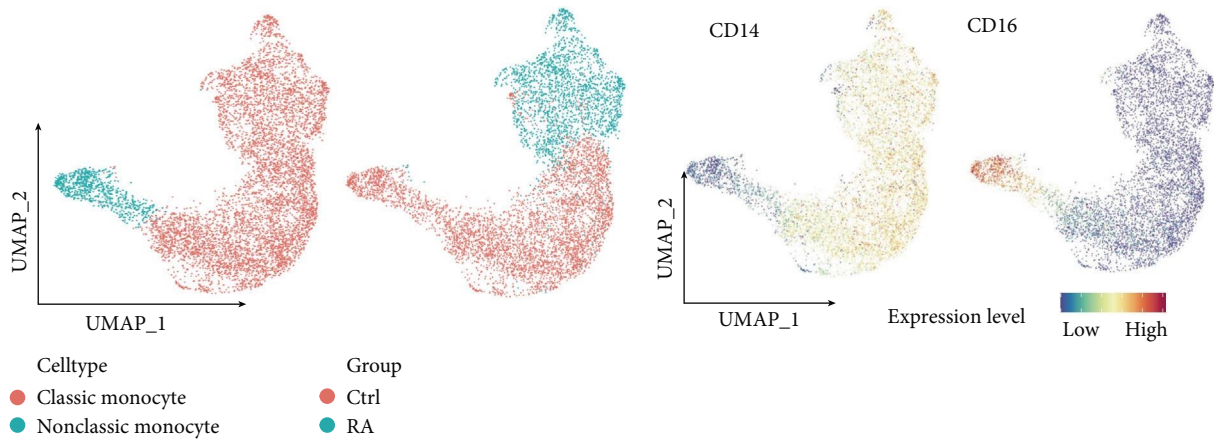 CD14
CD16
UMAP_2
UMAP_1
UMAP_2
UMAP_1
Expression level
Low High
Celltype
Classic monocyte
Nonclassic monocyte
Group
Ctrl
RA